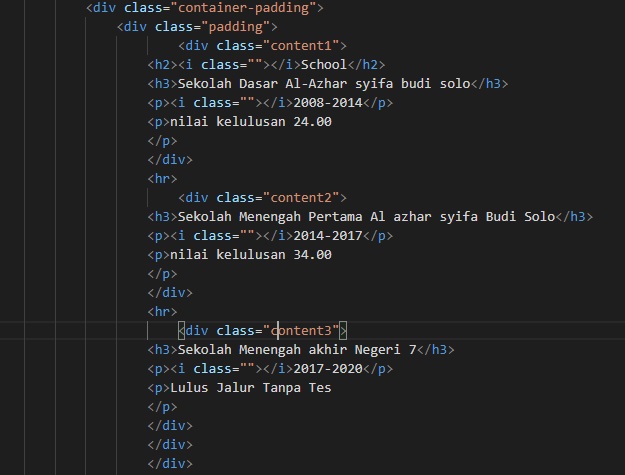 <div class="container-padding">
<div class="padding">
<div class="content1">
<h2><i class=""></i>School</h2>
<h3>Sekolah Dasar Al-Azhar syifa budi solo</h3>
<p><i class=""></i>2008-2014</p>
<p>nilai kelulusan 24.00
</p>
</div>
<hr>
<div class="content2">
<h3>Sekolah Menengah Pertama Al azhar syifa Budi Solo</h3>
<p><i class=""></i>2014-2017</p>
<p>nilai kelulusan 34.00
</p>
</div>
<hr>
<div class="content3">
<h3>Sekolah Menengah akhir Negeri 7</h3>
<p><i class=""></i>2017-2020</p>
<p>Lulus Jalur Tanpa Tes
</p>
</div>
</div>
</div>